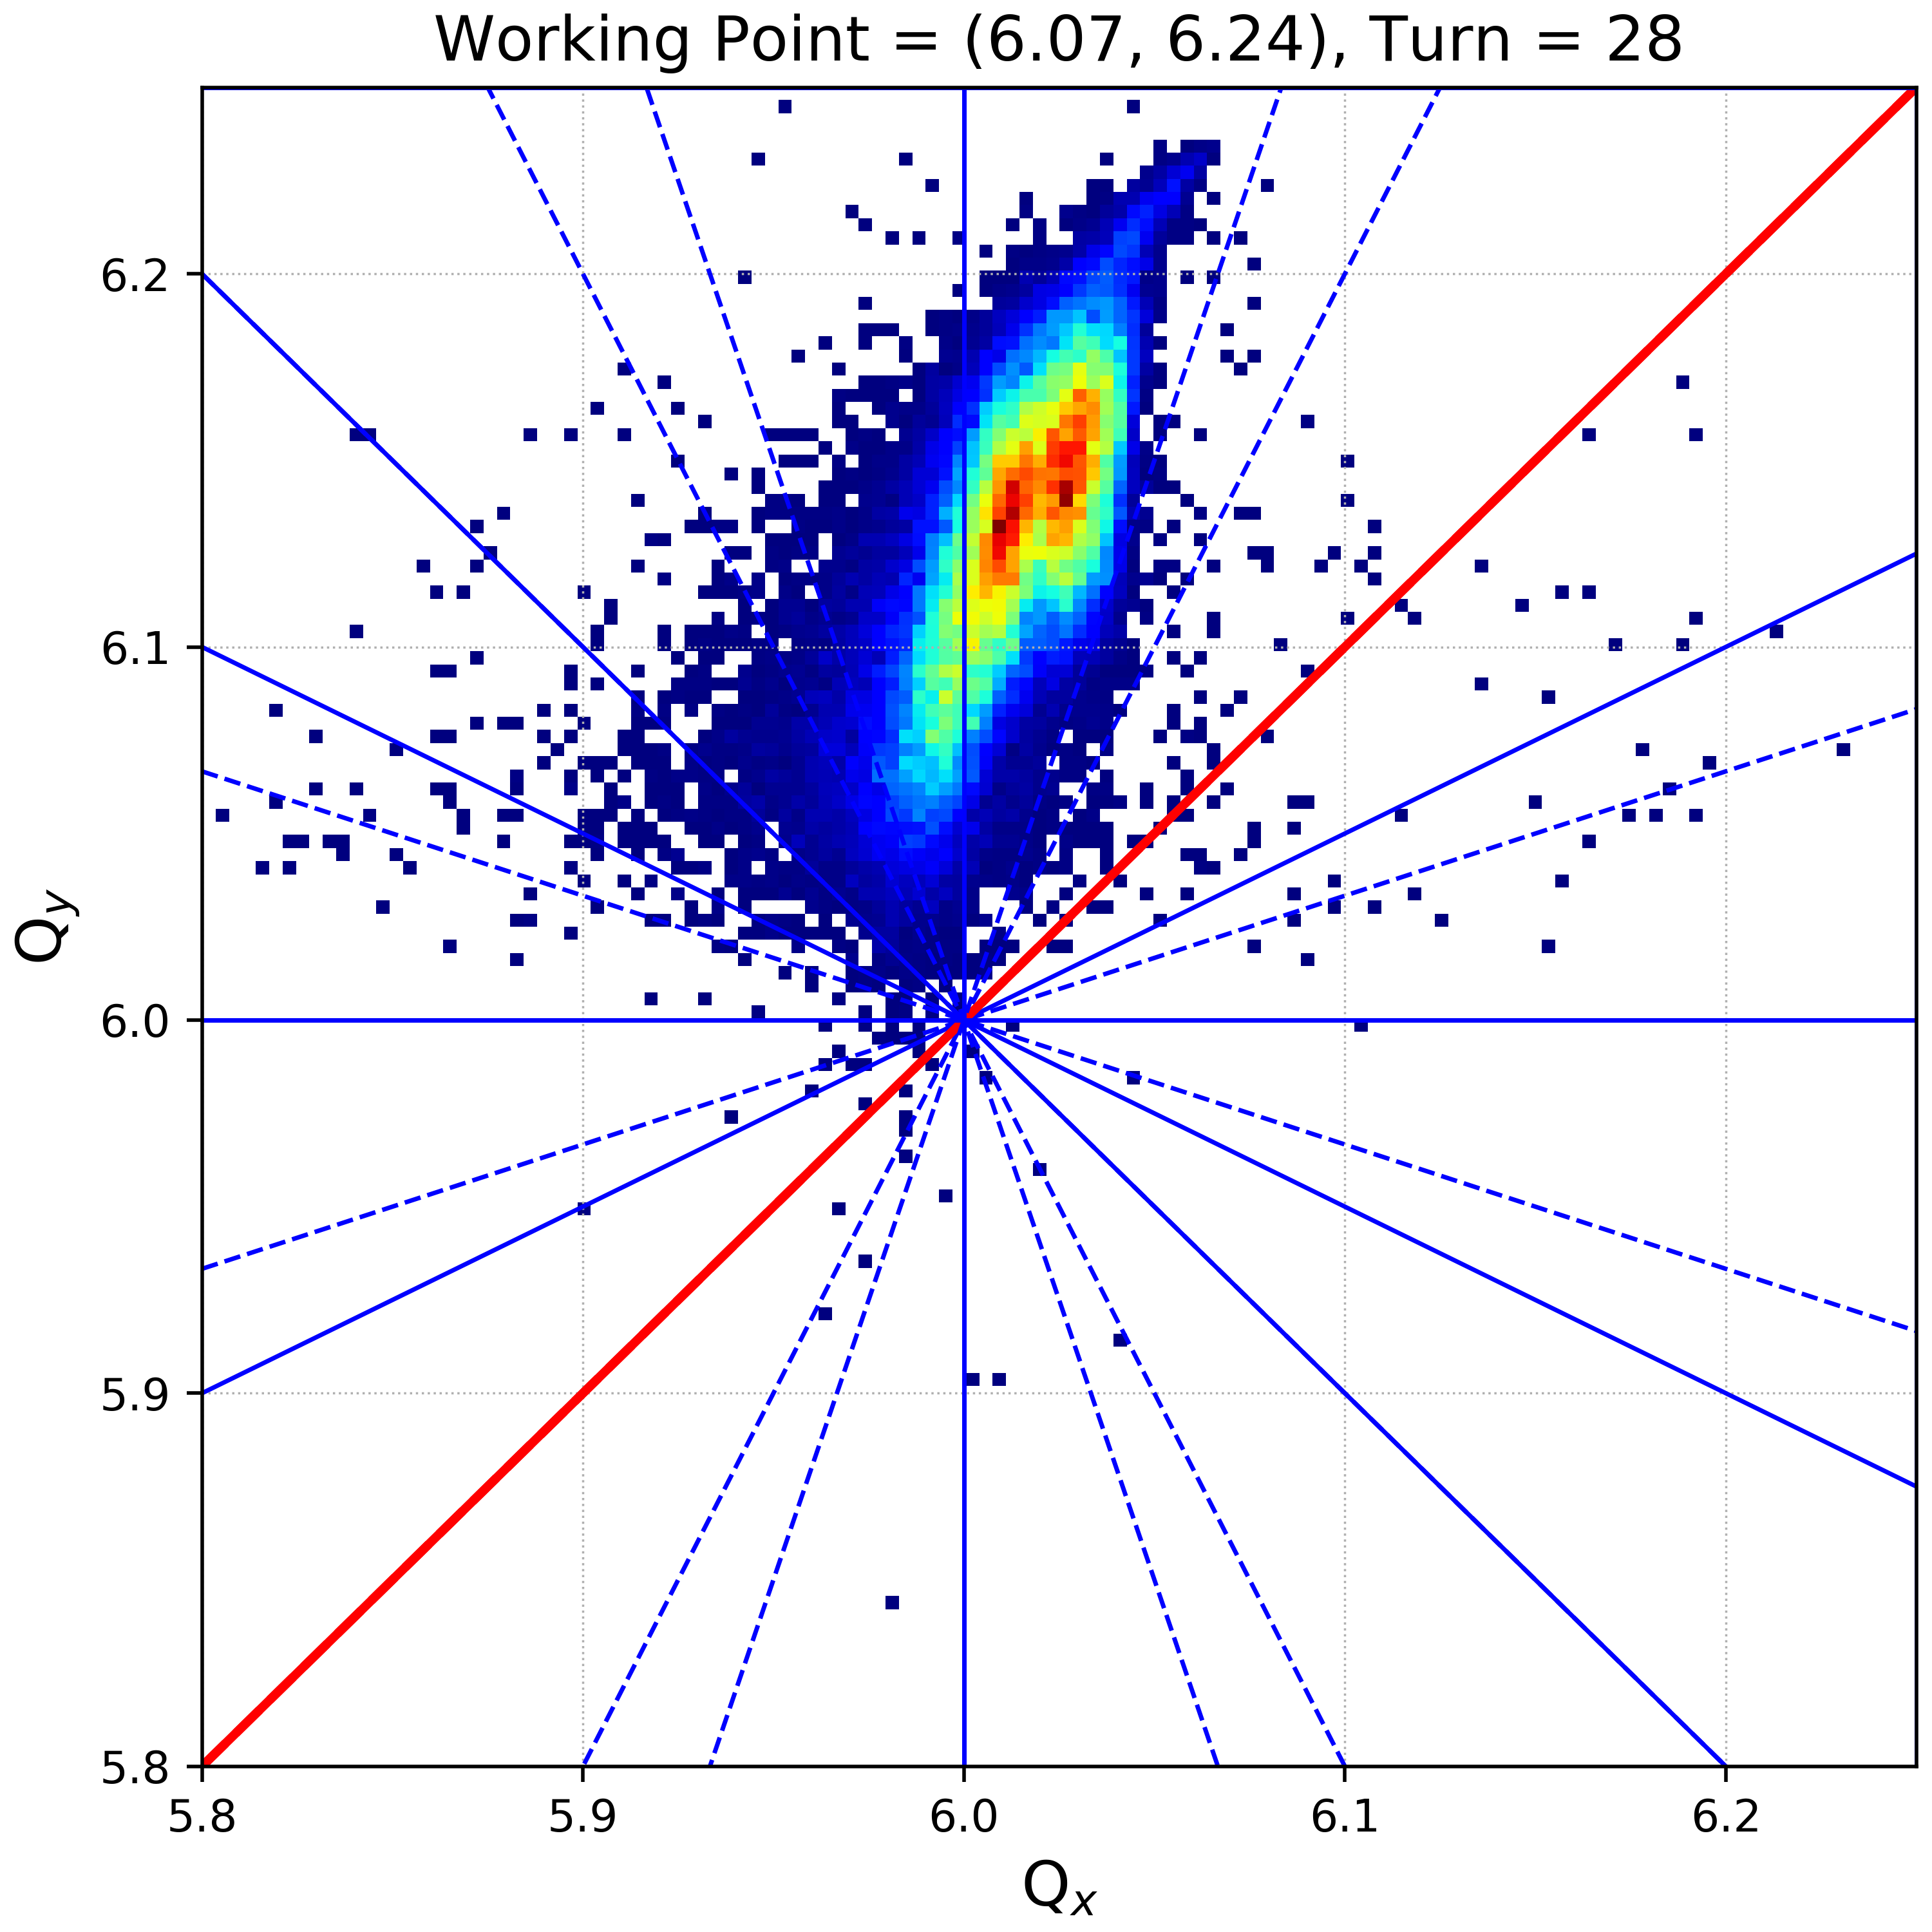 Working Point = (6.07, 6.24), Turn = 28
6.2
6.1
6.0
5.9
5.8
Qy
5.8 5.9 6.0 6.1 6.2
Qx